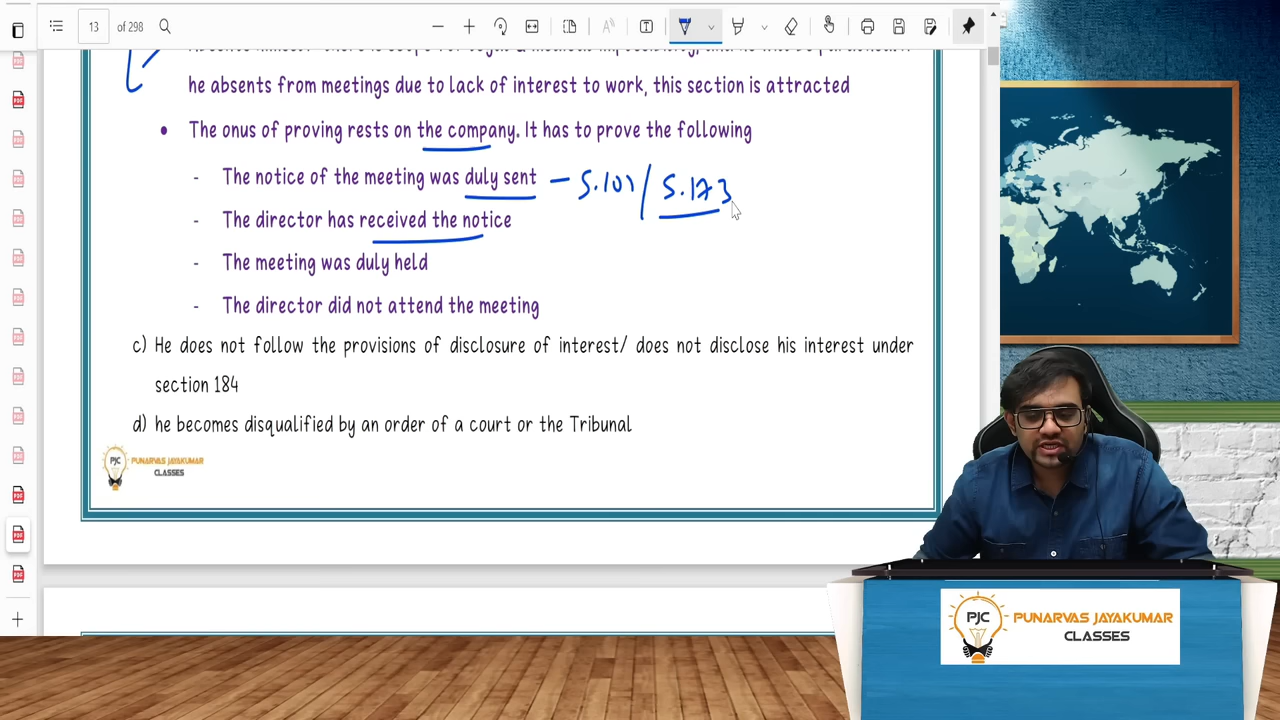 13 of 298
he absents from meetings due to lack of interest to work, this section is attracted
• The onus of proving rests on the company. It has to prove the following
- The notice of the meeting was duly sent – S.101 / S.173
- The director has received the notice
- The meeting was duly held
- The director did not attend the meeting
c) He does not follow the provisions of disclosure of interest/ does not disclose his interest under
section 184
d) he becomes disqualified by an order of a court or the Tribunal
PJC PUNARVAS JAYAKUMAR
CLASSES
PJC PUNARVAS JAYAKUMAR
CLASSES